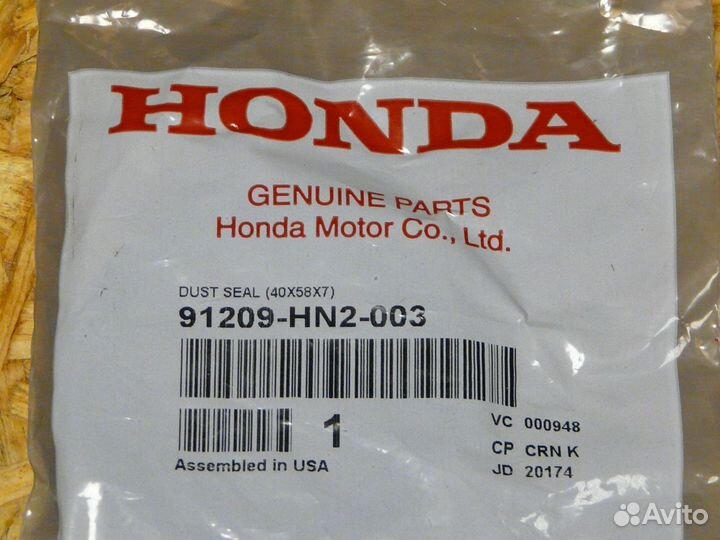 HONDA
GENUINE PARTS
Honda Motor Co., Ltd.
DUST SEAL (40X58X7)
91209-HN2-003
1
VC 000948
CP CRN K
Assembled in USA
JD 20174
Avito